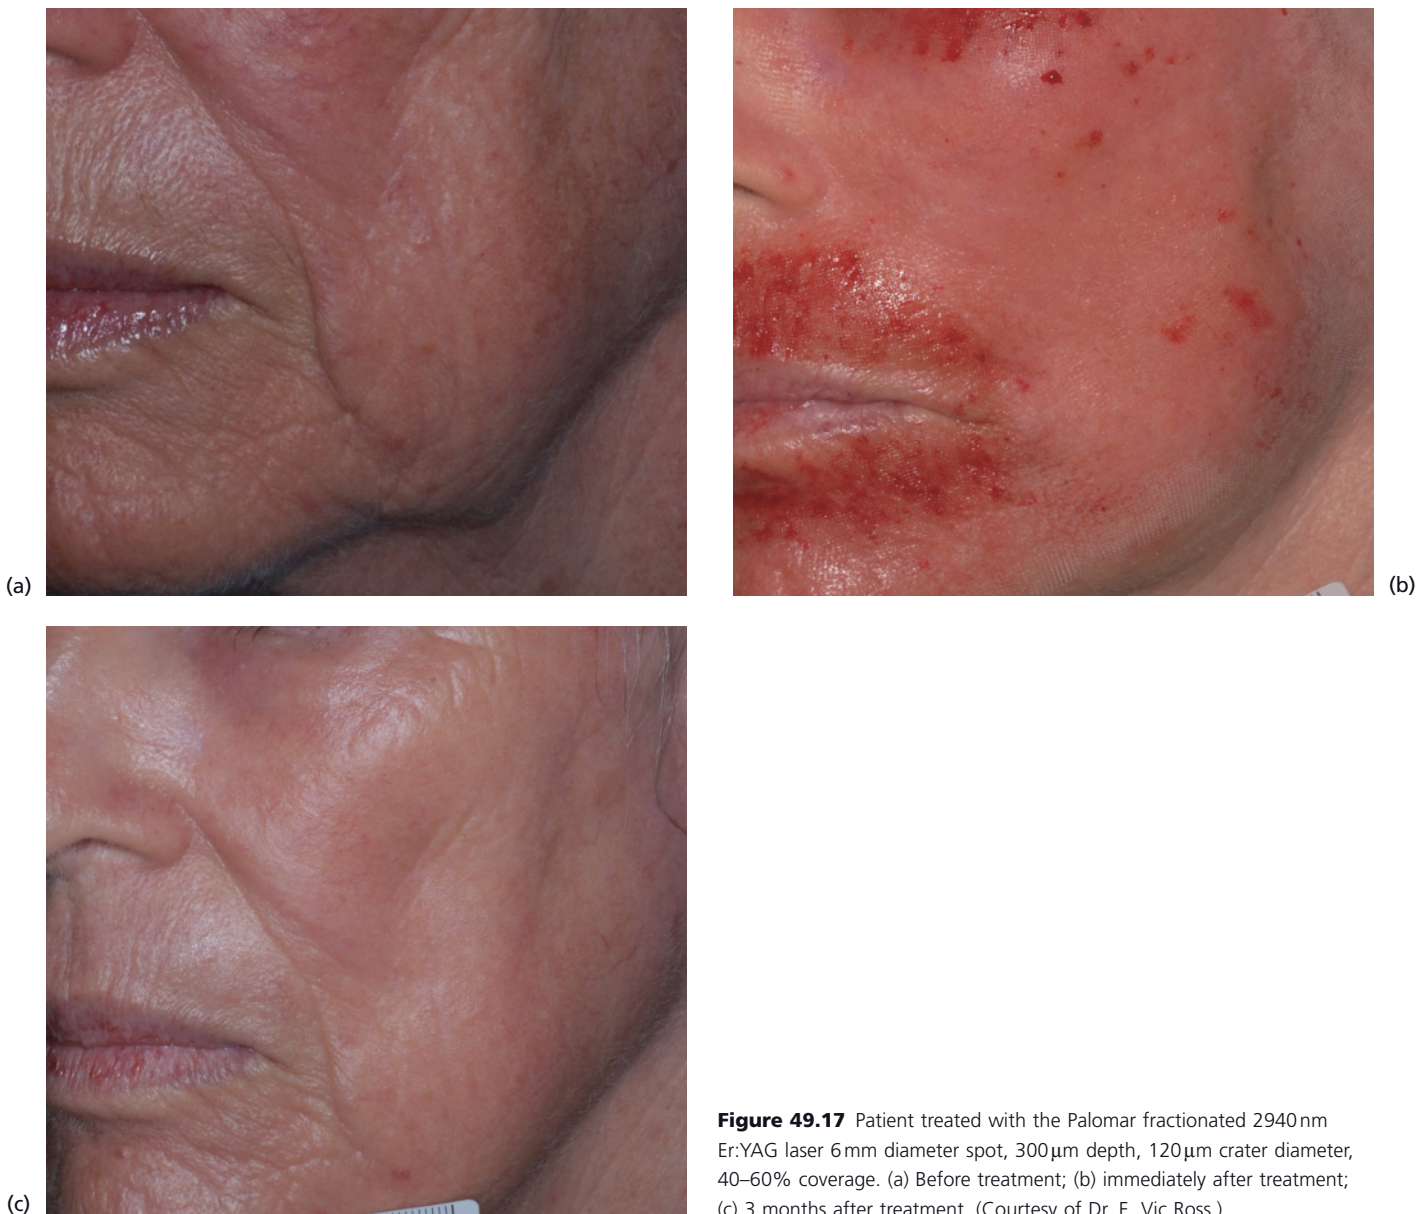 (a)
(b)
(c)
Figure 49.17 Patient treated with the Palomar fractionated 2940 nm
Er:YAG laser 6 mm diameter spot, 300 μm depth, 120 μm crater diameter,
40–60% coverage. (a) Before treatment; (b) immediately after treatment;
(c) 3 months after treatment. (Courtesy of Dr. E. Vic Ross.)